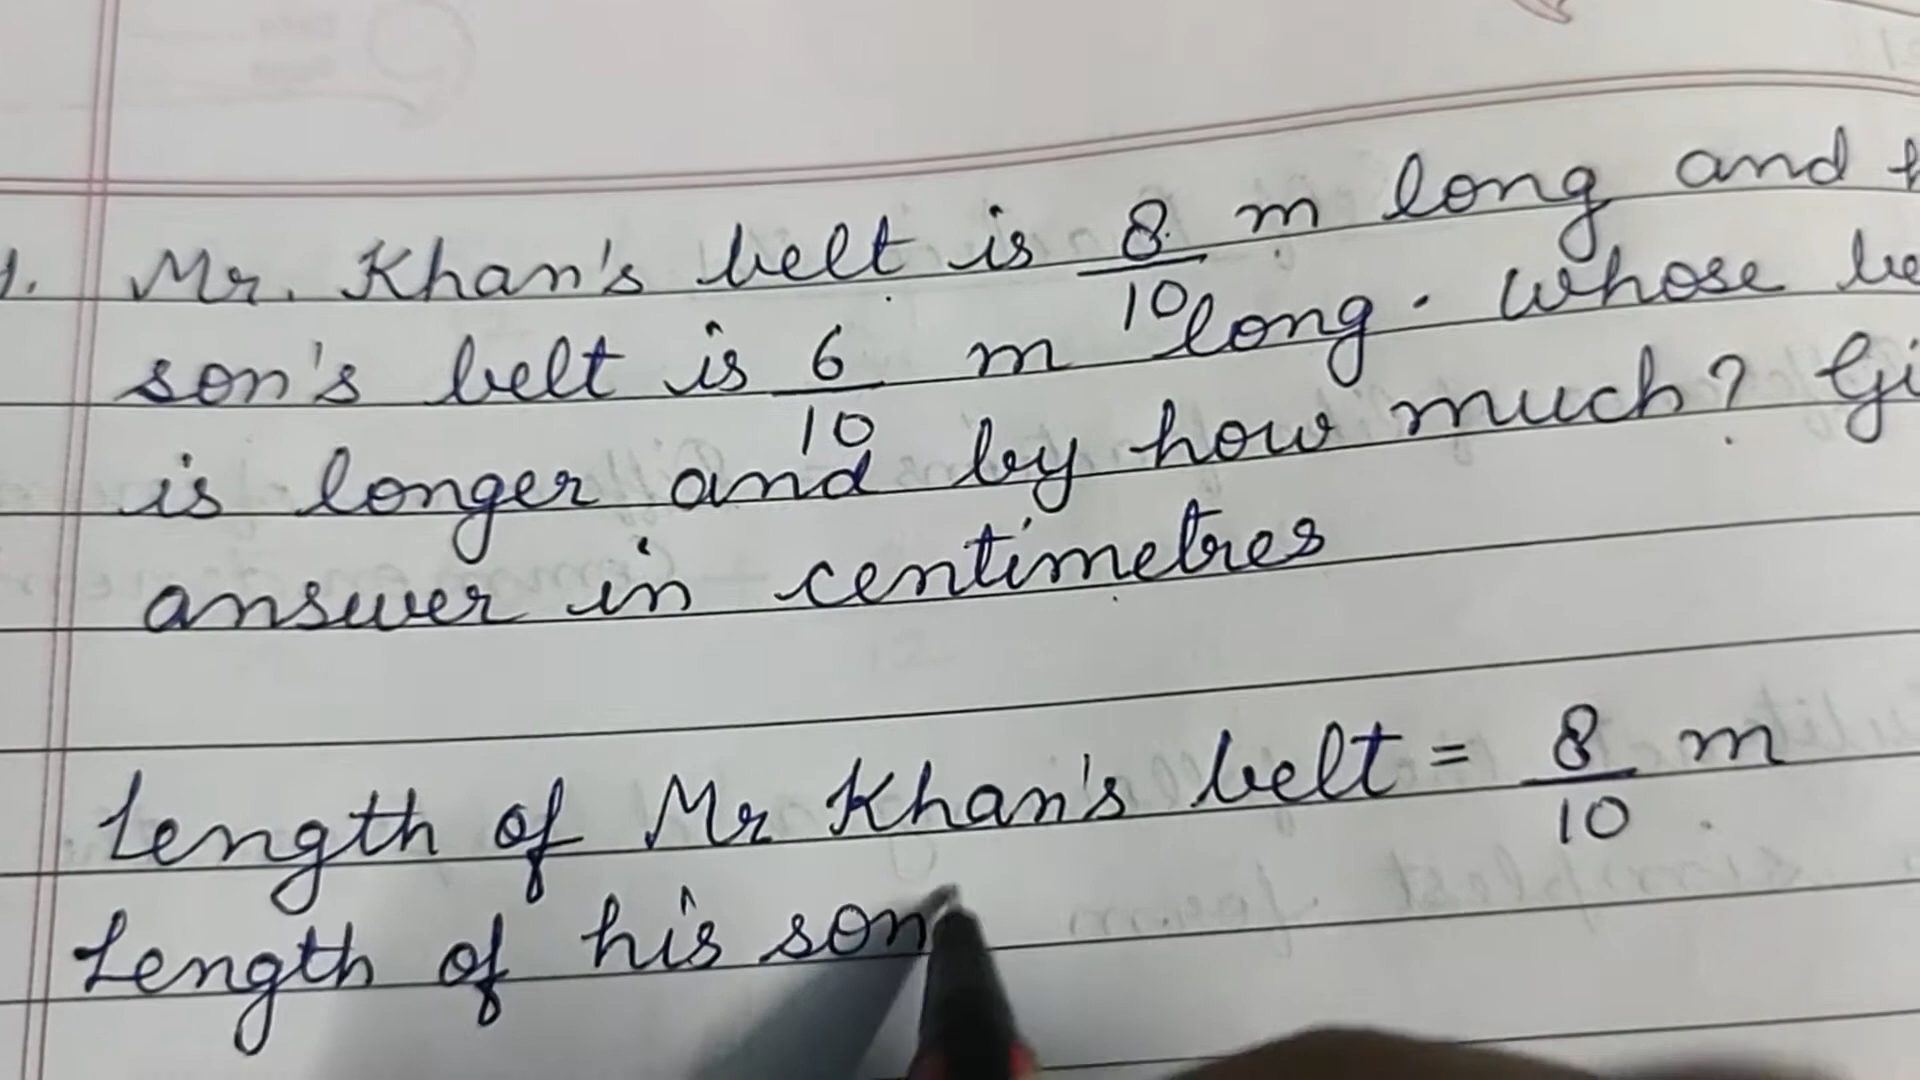 1. Mr. Khan's belt is 8/10 m long and
son's belt is 6/10 m long. Whose
is longer and by how much?
answer in centimetres
Length of Mr Khan's belt = 8/10 m
Length of his son